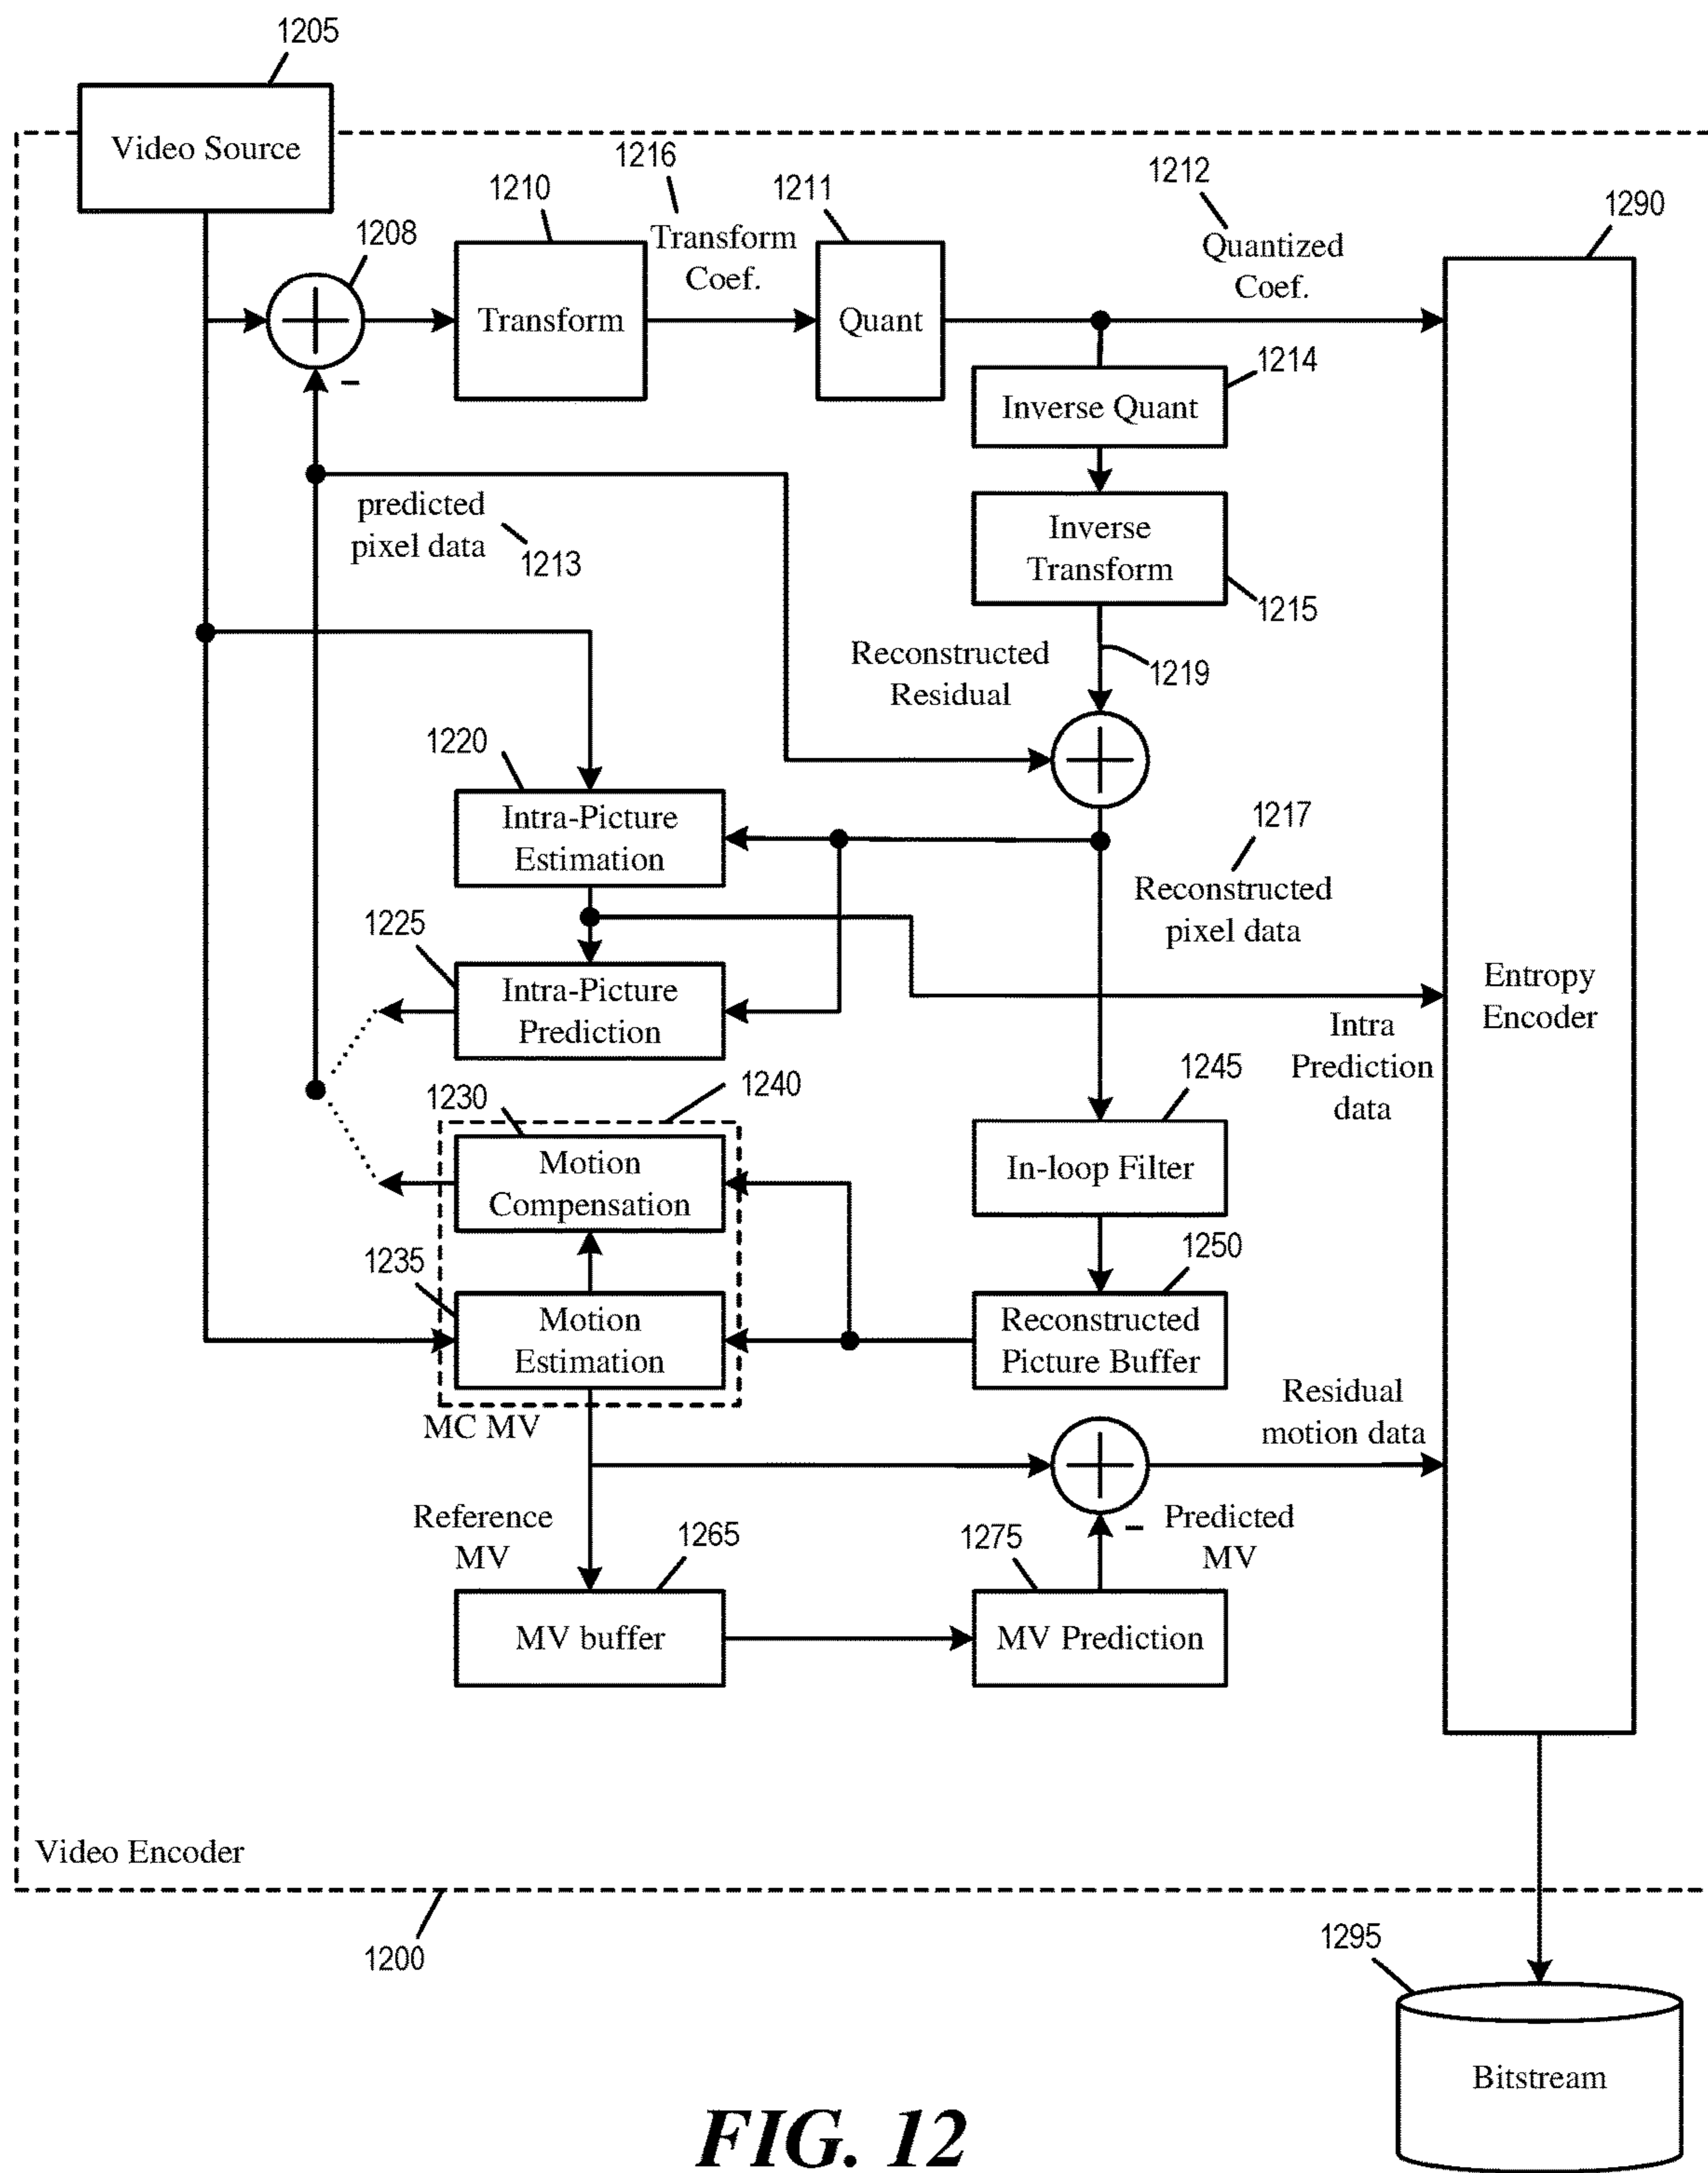 1205
Video Source
1216
1212
1210
1211
1290
1208
Transform
Coef.
Quantized
Coef.
Transform
Quant
1214
–
Inverse Quant
predicted
pixel data
1213
Inverse
Transform
1215
Reconstructed
Residual
1219
1220
Intra-Picture
Estimation
1217
Reconstructed
pixel data
1225
Intra-Picture
Prediction
Entropy
Encoder
Intra
Prediction
data
1230
1240
1245
Motion
Compensation
In-loop Filter
1235
1250
Motion
Estimation
Reconstructed
Picture Buffer
MC MV
Residual
motion data
Reference
MV
1265
1275
–
Predicted
MV
MV buffer
MV Prediction
Video Encoder
1200
1295
Bitstream
FIG. 12